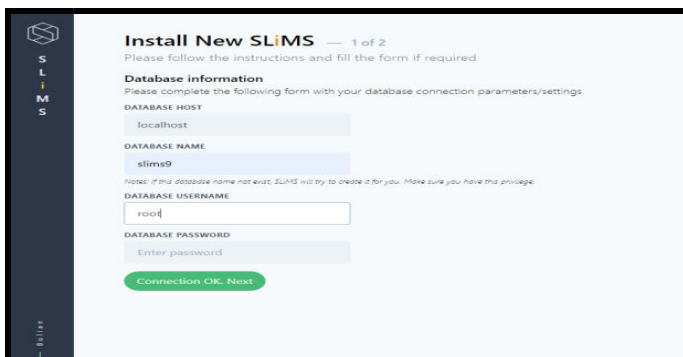 S
L
i
M
S
— Bulian
Install New SLiMS — 1 of 2
Please follow the instructions and fill the form if required
Database information
Please complete the following form with your database connection parameters/settings
DATABASE HOST
localhost
DATABASE NAME
slims9
Notes: if this database name not exist, SLiMS will try to create it for you. Make sure you have this privilege.
DATABASE USERNAME
root
DATABASE PASSWORD
Enter password
Connection OK. Next